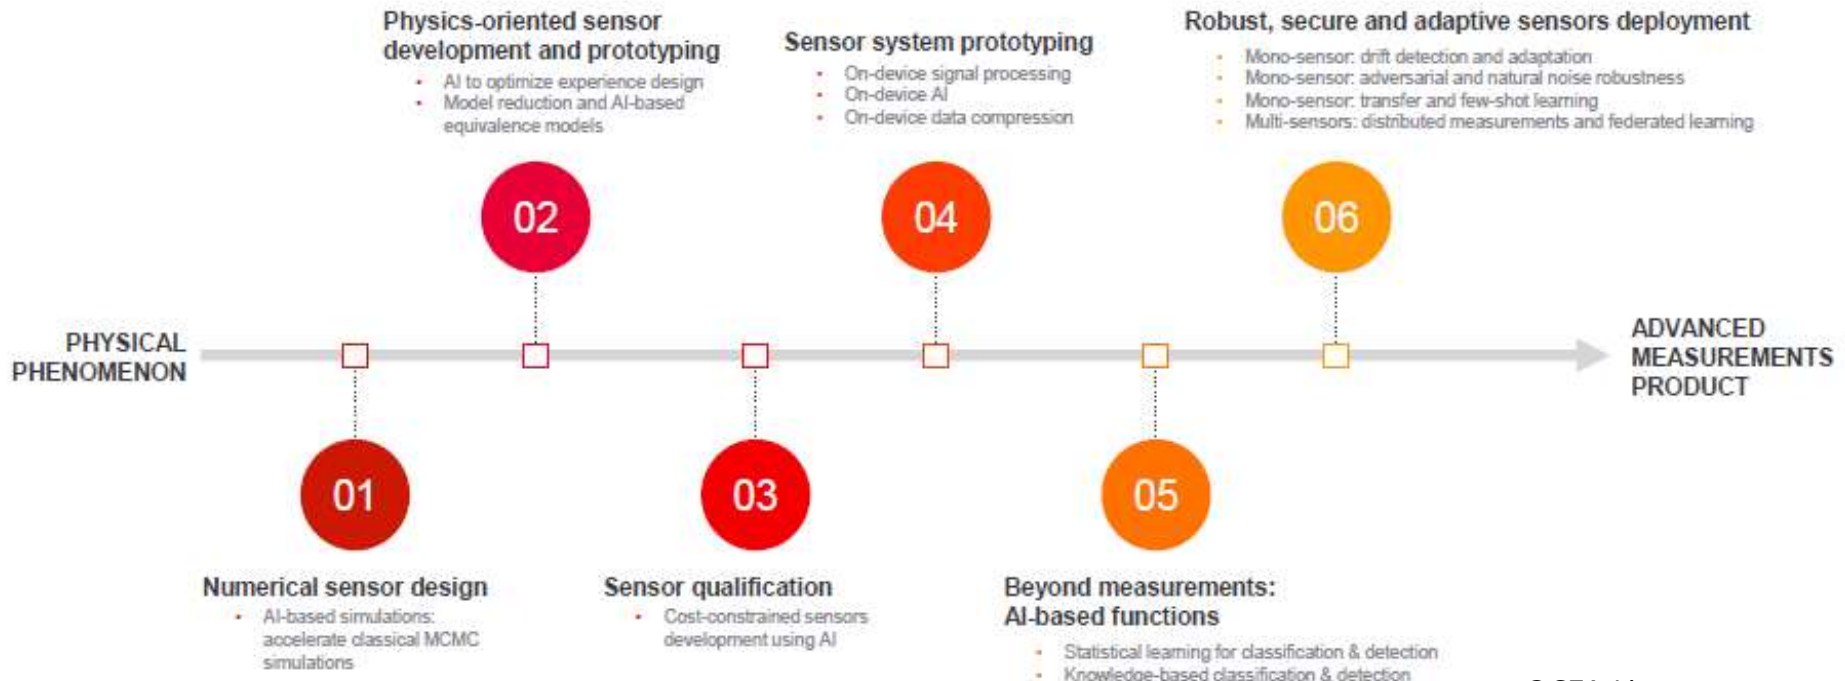 Physics-oriented sensor
development and prototyping
• AI to optimize experience design
• Model reduction and AI-based
equivalence models
Sensor system prototyping
• On-device signal processing
• On-device AI
• On-device data compression
Robust, secure and adaptive sensors deployment
• Mono-sensor: drift detection and adaptation
• Mono-sensor: adversarial and natural noise robustness
• Mono-sensor: transfer and few-shot learning
• Multi-sensors: distributed measurements and federated learning
02
04
06
PHYSICAL
PHENOMENON
ADVANCED
MEASUREMENTS
PRODUCT
01
03
05
Numerical sensor design
• AI-based simulations:
accelerate classical MCMC
simulations
Sensor qualification
• Cost-constrained sensors
development using AI
Beyond measurements:
AI-based functions
• Statistical learning for classification & detection
• Knowledge-based classification & detection